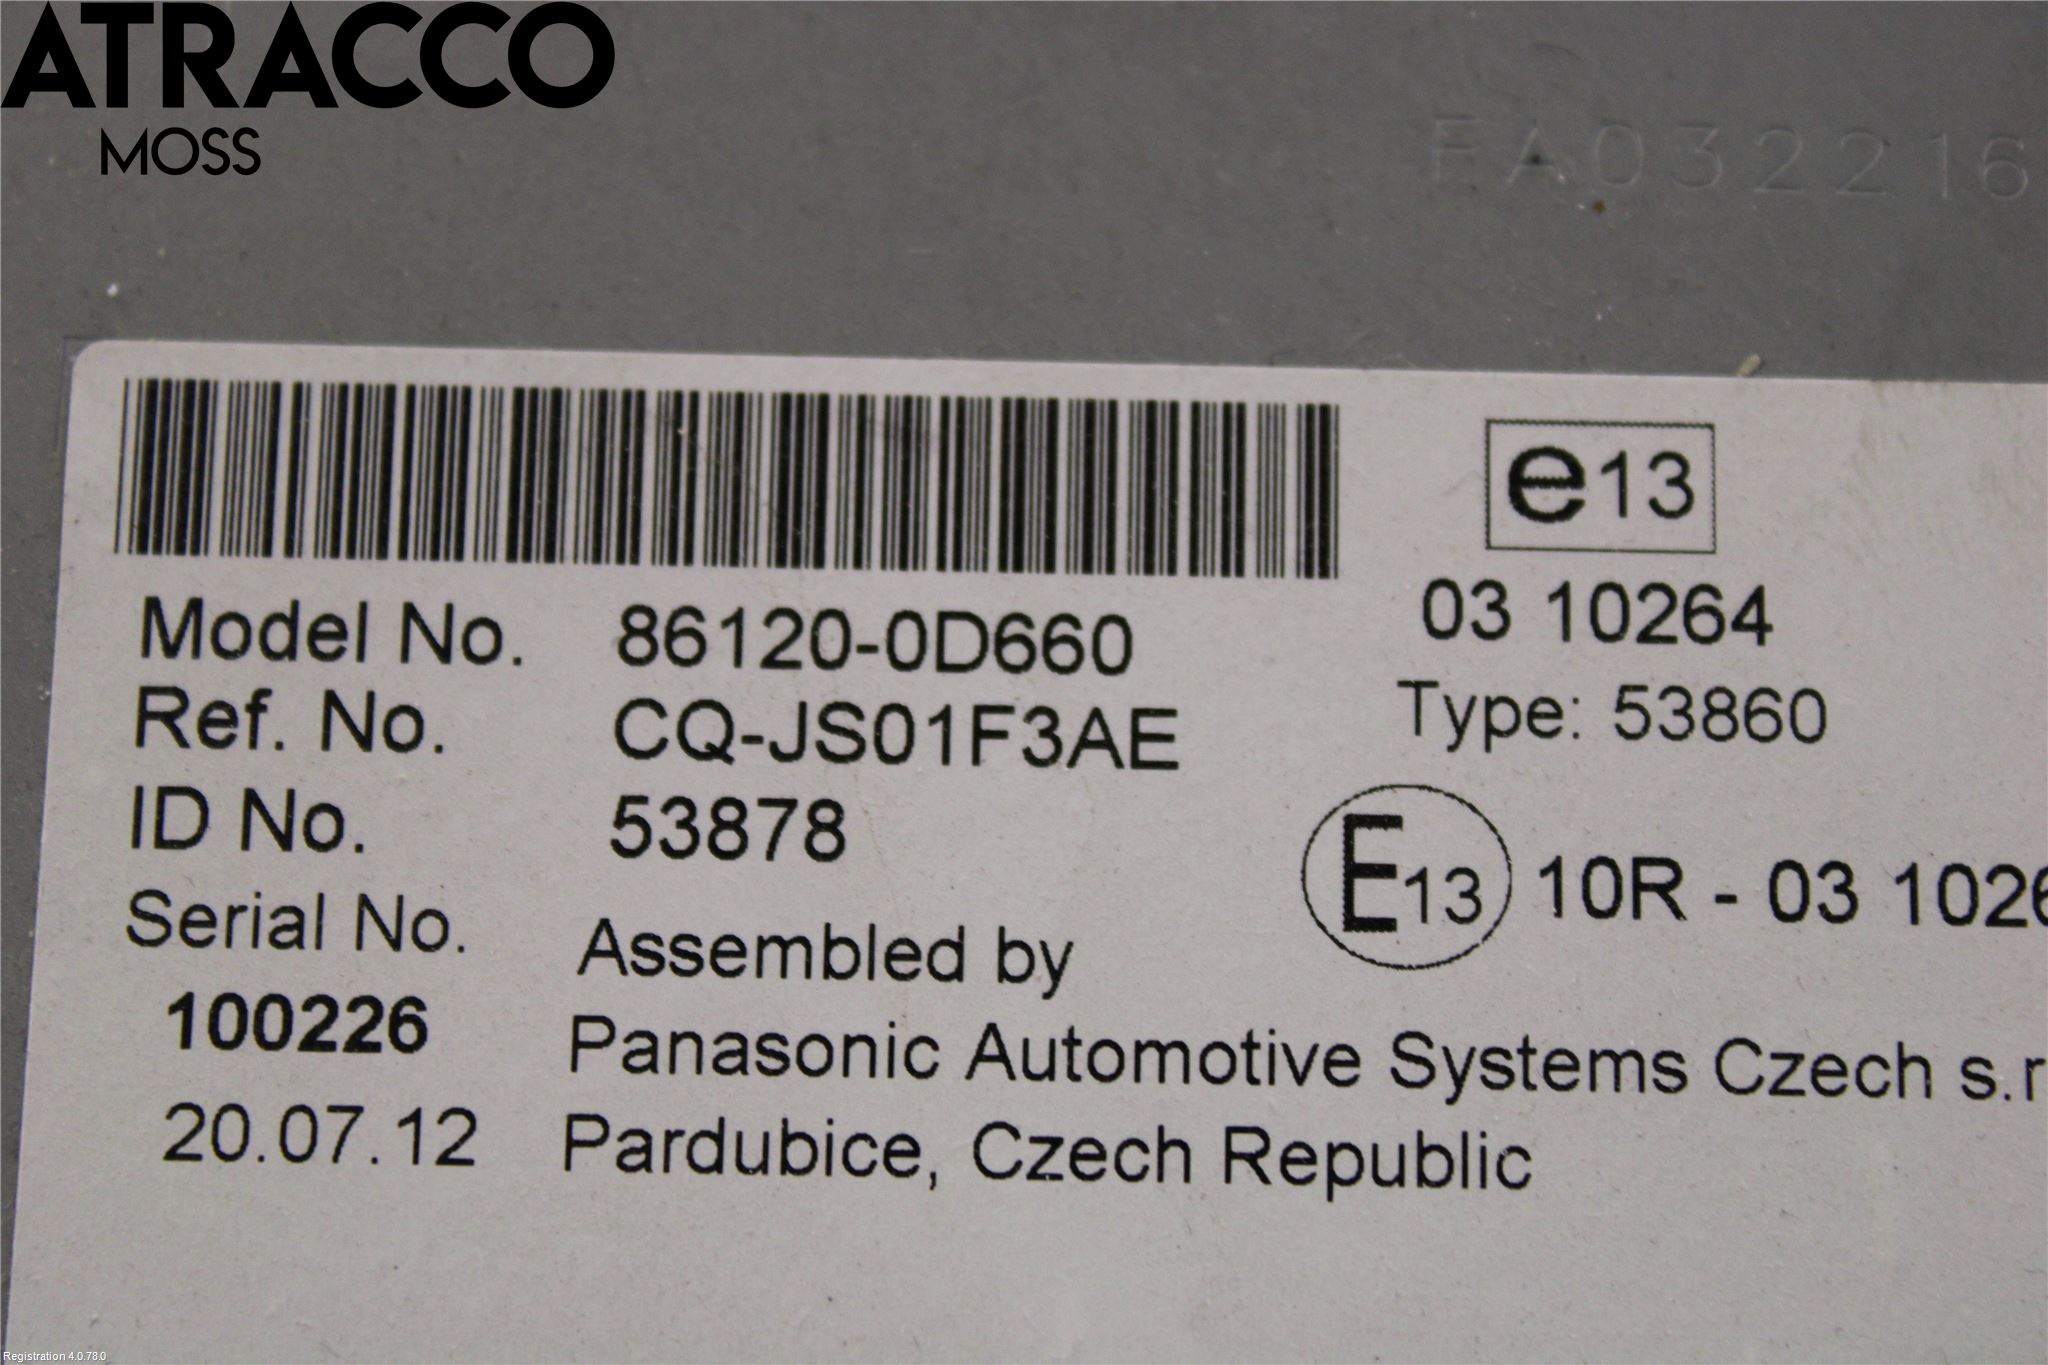 ATRACCO
MOSS
FA032216
e13
Model No. 86120-0D660
03 10264
Ref. No. CQ-JS01F3AE
Type: 53860
ID No. 53878
E13 10R - 03 1026
Serial No.
100226
20.07.12
Assembled by
Panasonic Automotive Systems Czech s.r
Pardubice, Czech Republic
Registration 4.0.78.0